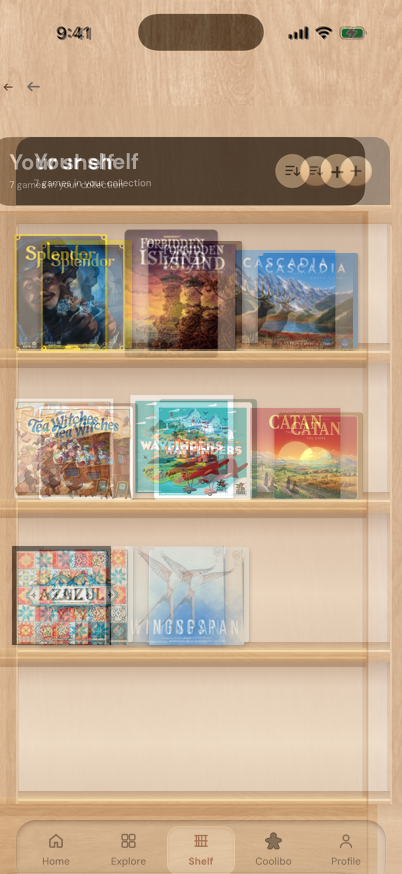 9:41
Your shelf
7 games in your collection
Splendor
FORBIDDEN
ISLAND
CASCADIA
Tea Witches
WAYFINDERS
CATAN
AZUL
WINGSPAN
Home
Explore
Shelf
Coolibo
Profile